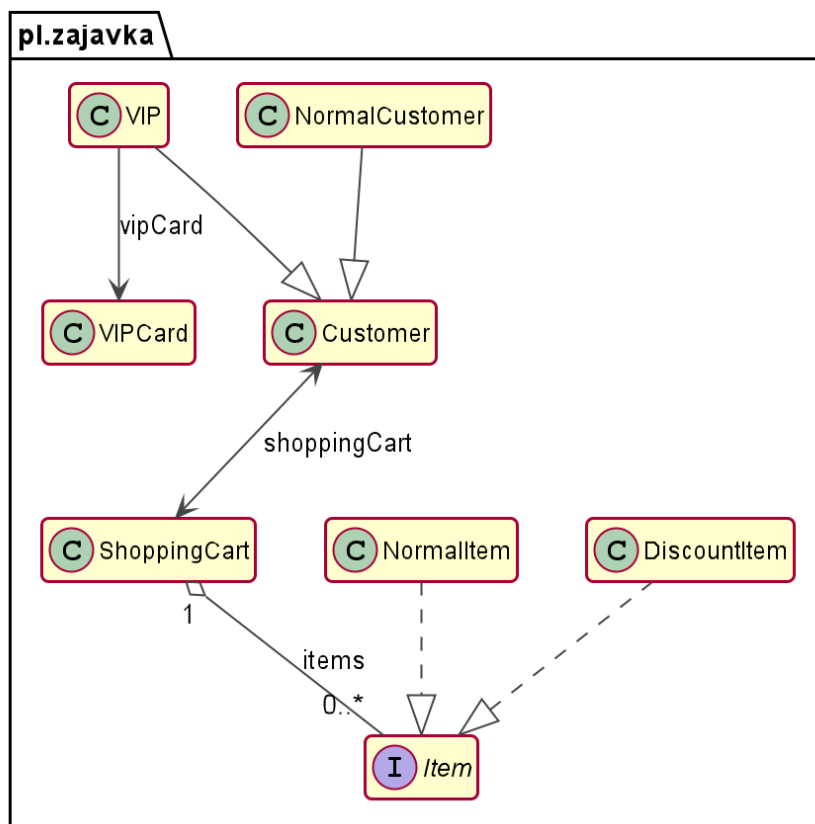 pl.zajavka
C VIP
C NormalCustomer
vipCard
C VIPCard
C Customer
shoppingCart
C ShoppingCart
C NormalItem
C DiscountItem
1
items
0..*
I Item